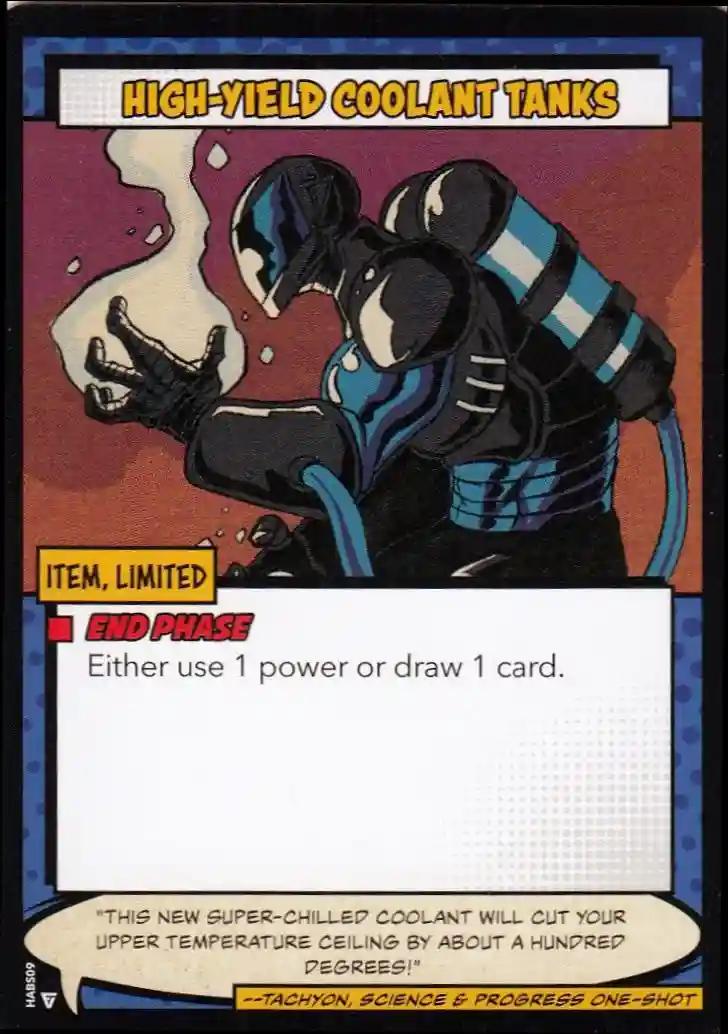 HIGH-YIELD COOLANT TANKS
ITEM, LIMITED
END PHASE
Either use 1 power or draw 1 card.
"THIS NEW SUPER-CHILLED COOLANT WILL CUT YOUR
UPPER TEMPERATURE CEILING BY ABOUT A HUNDRED
DEGREES!"
--TACHYON, SCIENCE & PROGRESS ONE-SHOT
HABS09